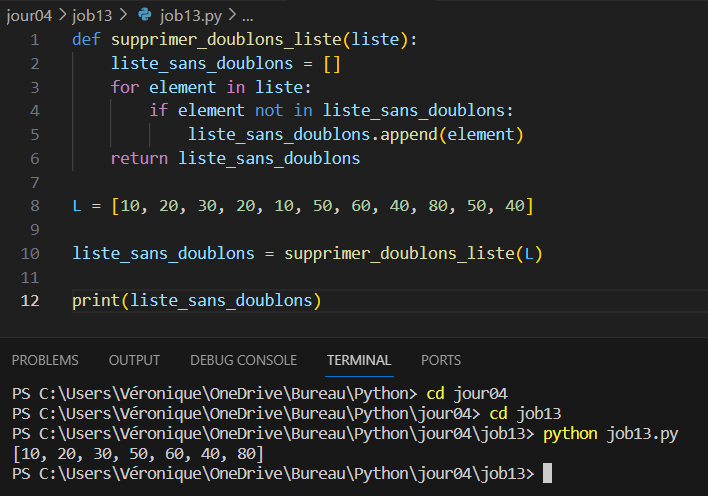 jour04 > job13 > job13.py > ...
1 def supprimer_doublons_liste(liste):
2     liste_sans_doublons = []
3     for element in liste:
4         if element not in liste_sans_doublons:
5             liste_sans_doublons.append(element)
6     return liste_sans_doublons
7
8 L = [10, 20, 30, 20, 10, 50, 60, 40, 80, 50, 40]
9
10 liste_sans_doublons = supprimer_doublons_liste(L)
11
12 print(liste_sans_doublons)
PROBLEMS OUTPUT DEBUG CONSOLE TERMINAL PORTS
PS C:\Users\Véronique\OneDrive\Bureau\Python> cd jour04
PS C:\Users\Véronique\OneDrive\Bureau\Python\jour04> cd job13
PS C:\Users\Véronique\OneDrive\Bureau\Python\jour04\job13> python job13.py
[10, 20, 30, 50, 60, 40, 80]
PS C:\Users\Véronique\OneDrive\Bureau\Python\jour04\job13>